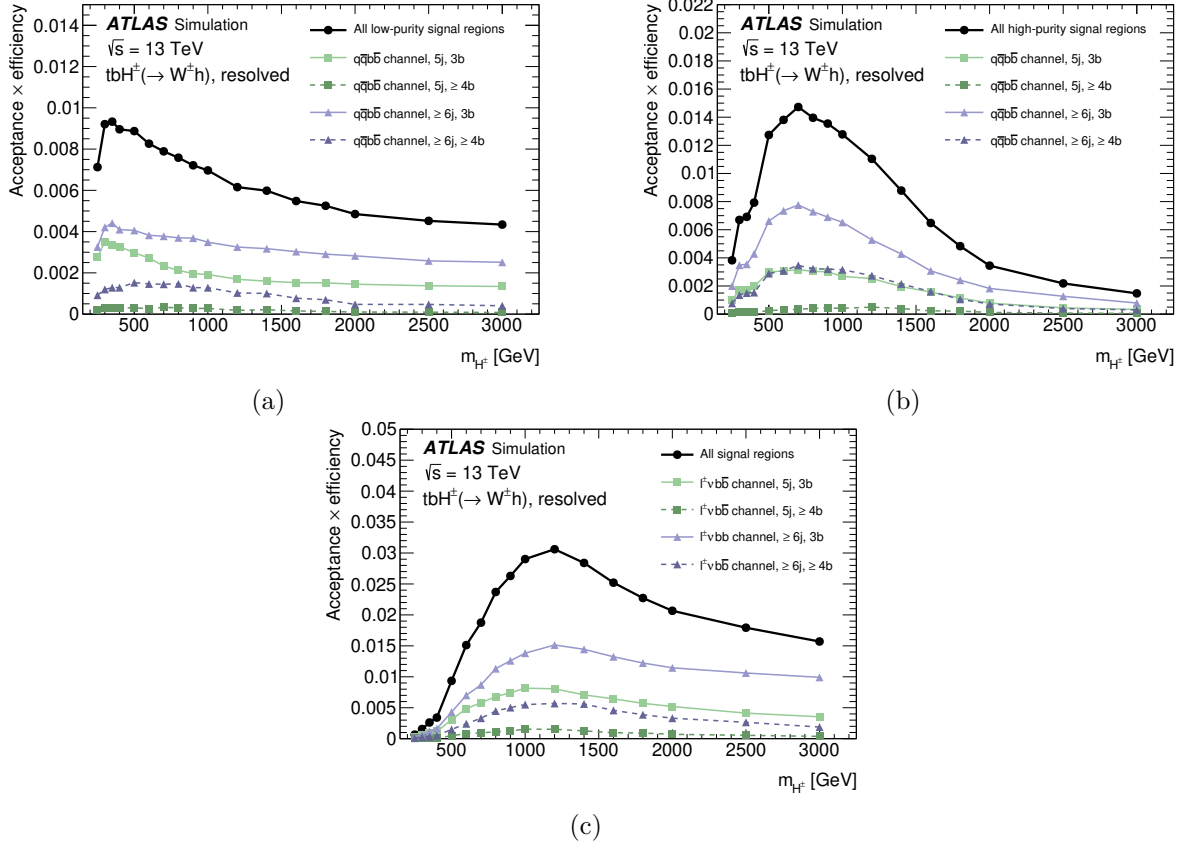 ATLAS Simulation
√s = 13 TeV
tbH±(→ W±h), resolved
All low-purity signal regions
qq̅bb̅ channel, 5j, 3b
qq̅bb̅ channel, 5j, ≥ 4b
qq̅bb̅ channel, ≥ 6j, 3b
qq̅bb̅ channel, ≥ 6j, ≥ 4b
Acceptance × efficiency
0.014
0.012
0.01
0.008
0.006
0.004
0.002
0
500 1000 1500 2000 2500 3000
m_H± [GeV]
(a)
ATLAS Simulation
√s = 13 TeV
tbH±(→ W±h), resolved
All high-purity signal regions
qq̅bb̅ channel, 5j, 3b
qq̅bb̅ channel, 5j, ≥ 4b
qq̅bb̅ channel, ≥ 6j, 3b
qq̅bb̅ channel, ≥ 6j, ≥ 4b
Acceptance × efficiency
0.022
0.02
0.018
0.016
0.014
0.012
0.01
0.008
0.006
0.004
0.002
0
500 1000 1500 2000 2500 3000
m_H± [GeV]
(b)
ATLAS Simulation
√s = 13 TeV
tbH±(→ W±h), resolved
All signal regions
l±νbb̅ channel, 5j, 3b
l±νbb̅ channel, 5j, ≥ 4b
l±νbb channel, ≥ 6j, 3b
l±νbb̅ channel, ≥ 6j, ≥ 4b
Acceptance × efficiency
0.05
0.045
0.04
0.035
0.03
0.025
0.02
0.015
0.01
0.005
0
500 1000 1500 2000 2500 3000
m_H± [GeV]
(c)